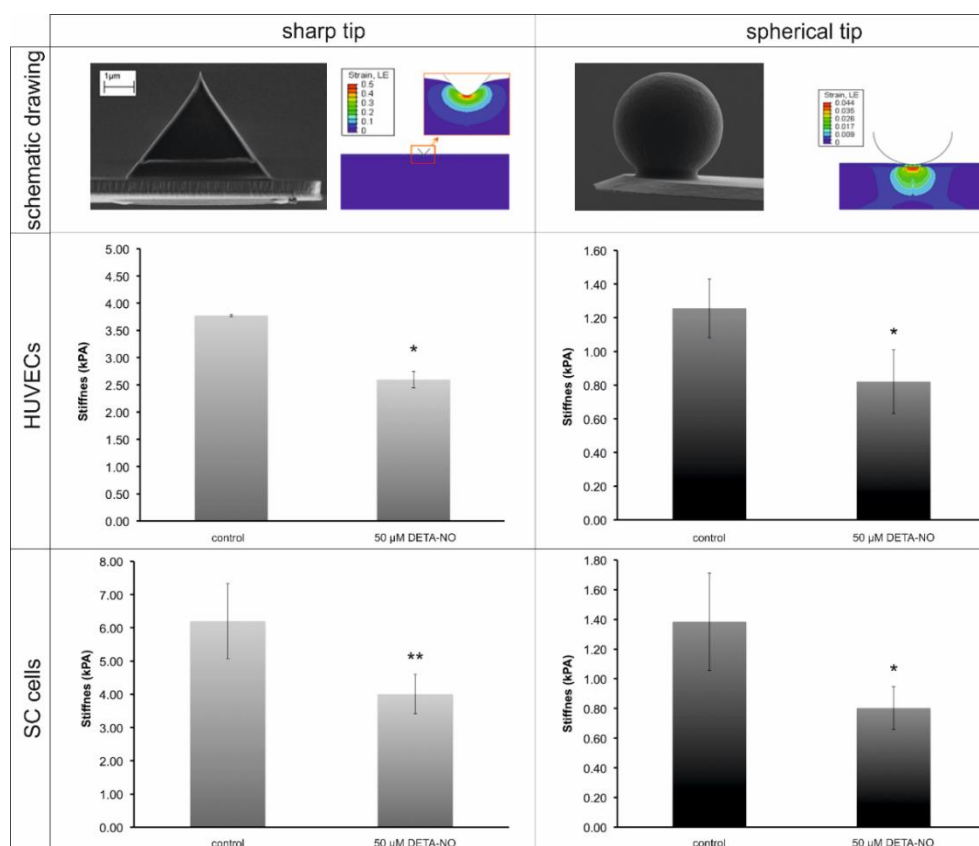 sharp tip
spherical tip
schematic drawing
1µm
Strain, LE
0.5
0.4
0.3
0.2
0.1
0
Strain, LE
0.044
0.035
0.026
0.017
0.009
0
HUVECs
Stiffnes (kPA)
5.00
4.50
4.00
3.50
3.00
2.50
2.00
1.50
1.00
0.50
0.00
*
control
50 µM DETA-NO
Stiffnes (kPA)
1.60
1.40
1.20
1.00
0.80
0.60
0.40
0.20
0.00
*
control
50 µM DETA-NO
SC cells
Stiffnes (kPA)
8.00
7.00
6.00
5.00
4.00
3.00
2.00
1.00
0.00
**
control
50 µM DETA-NO
Stiffnes (kPA)
1.80
1.60
1.40
1.20
1.00
0.80
0.60
0.40
0.20
0.00
*
control
50 µM DETA-NO